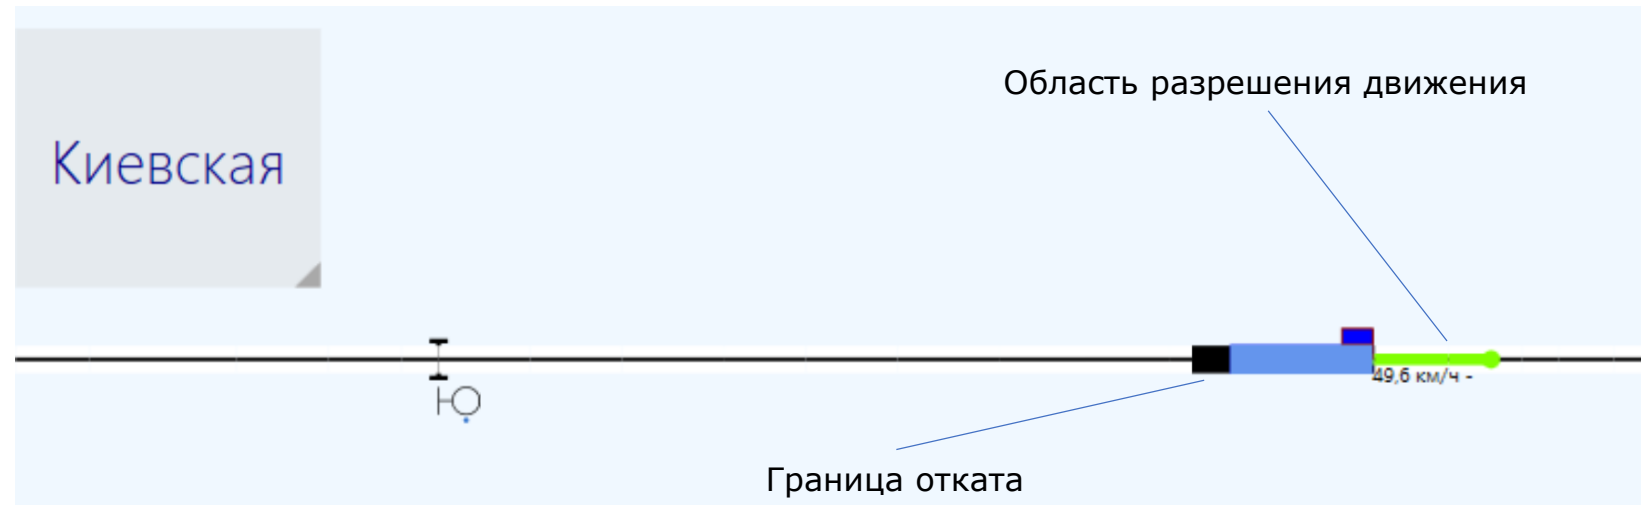 Область разрешения движения
Киевская
Ю
49,6 км/ч -
Граница отката